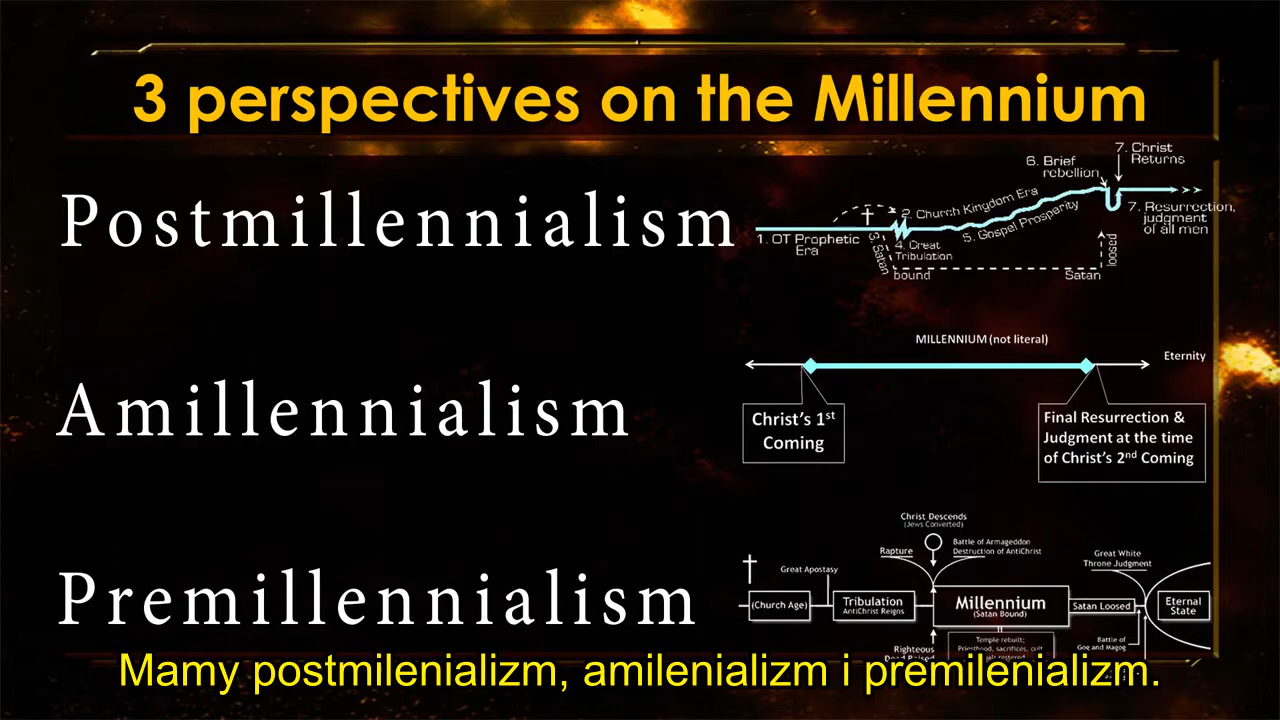 3 perspectives on the Millennium
Postmillennialism
7. Christ
Returns
6. Brief
rebellion
2. Church Kingdom Era
5. Gospel Prosperity
1. OT Prophetic
Era
3. Satan
bound
4. Great
Tribulation
Satan
loosed
7. Resurrection,
judgment
of all men
Amillennialism
MILLENNIUM (not literal)
Eternity
Christ's 1st
Coming
Final Resurrection &
Judgment at the time
of Christ's 2nd Coming
Premillennialism
Christ Descends
(Jews Converted)
Rapture
Battle of Armageddon
Destruction of AntiChrist
Great White
Throne Judgment
Great Apostasy
(Church Age)
Tribulation
AntiChrist Reigns
Millennium
(Satan Bound)
Satan Loosed
Eternal
State
Righteous
Temple rebuilt;
Priesthood, sacrifices, cult
Battle of
Gog and Magog
Mamy postmilenializm, amilenializm i premilenializm.